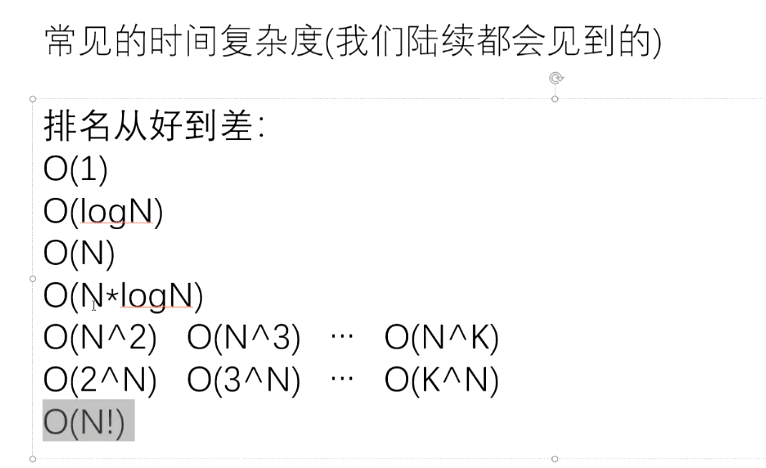 常见的时间复杂度(我们陆续都会见到的)
排名从好到差：
O(1)
O(logN)
O(N)
O(N*logN)
O(N^2) O(N^3) … O(N^K)
O(2^N) O(3^N) … O(K^N)
O(N!)